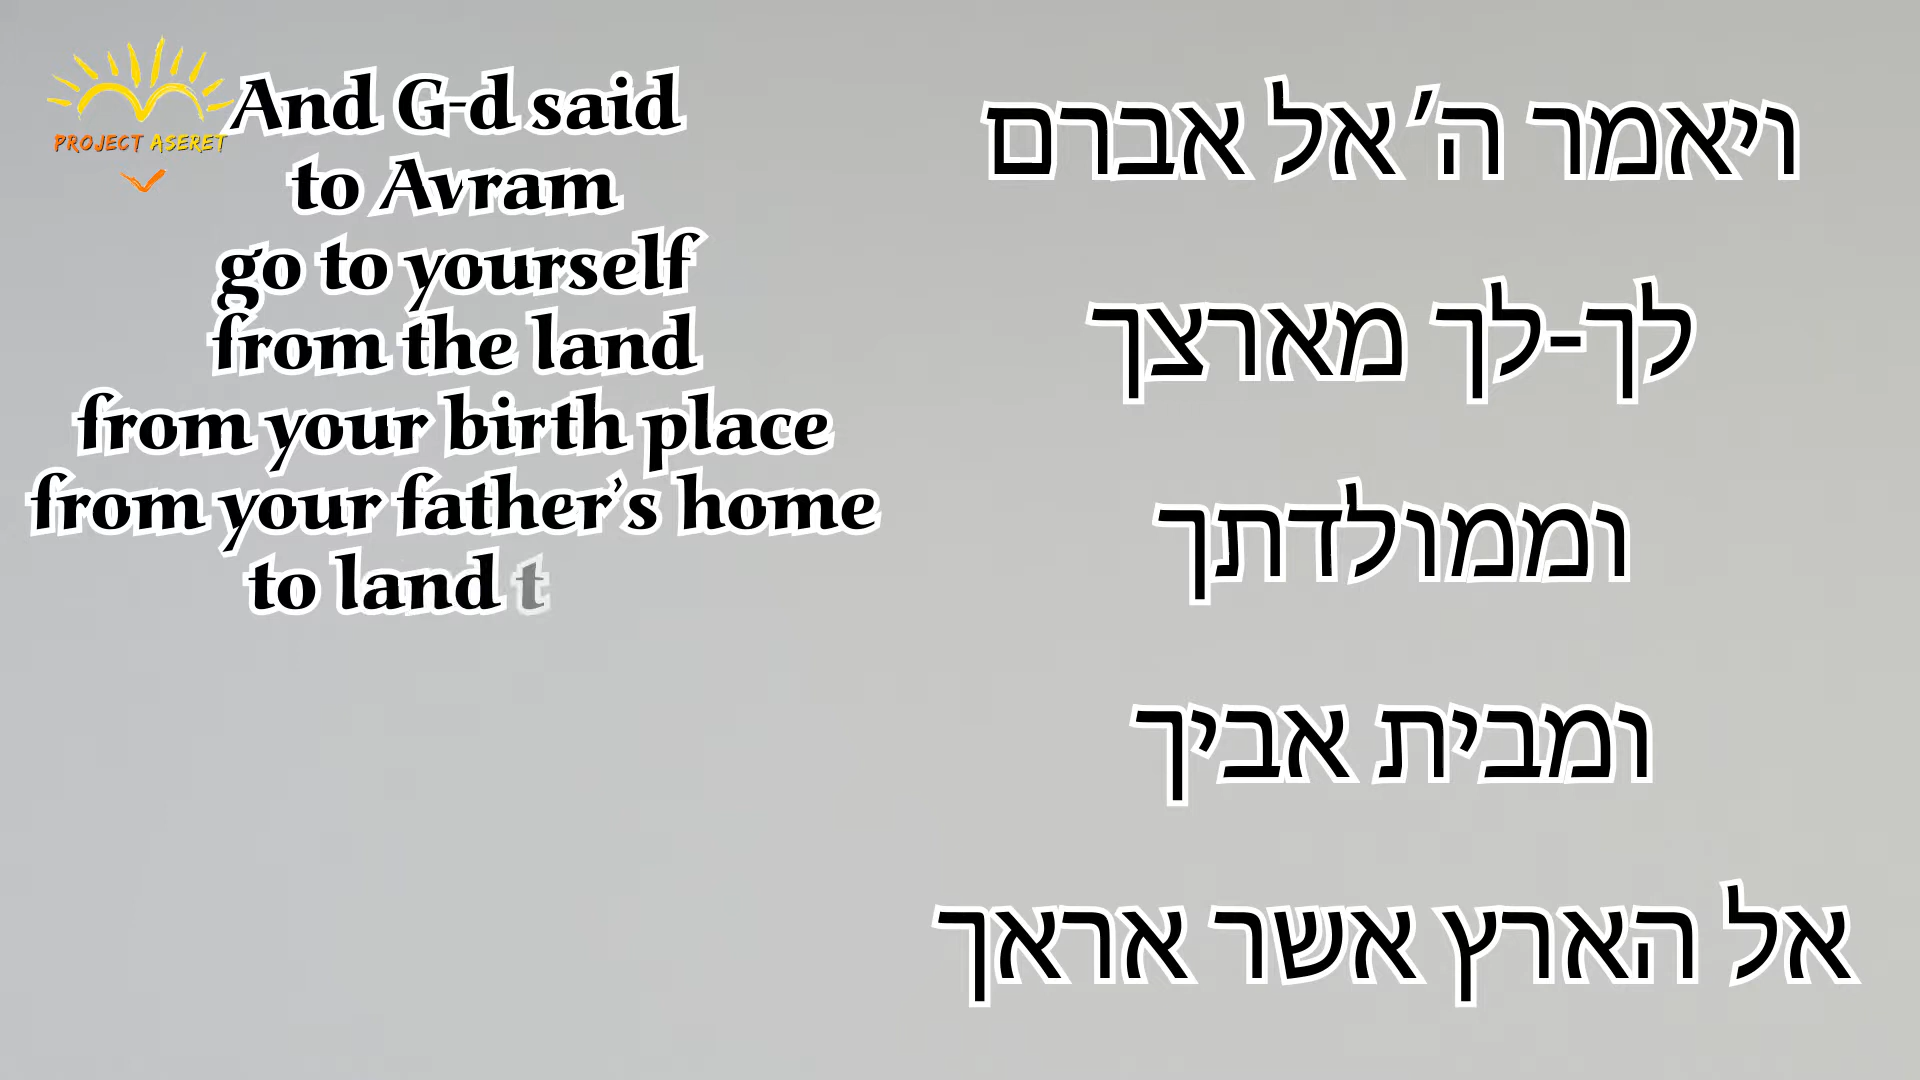 PROJECT ASERET
And G-d said
to Avram
go to yourself
from the land
from your birth place
from your father's home
to land t
ויאמר ה' אל אברם
לך-לך מארצך
וממולדתך
ומבית אביך
אל הארץ אשר אראך